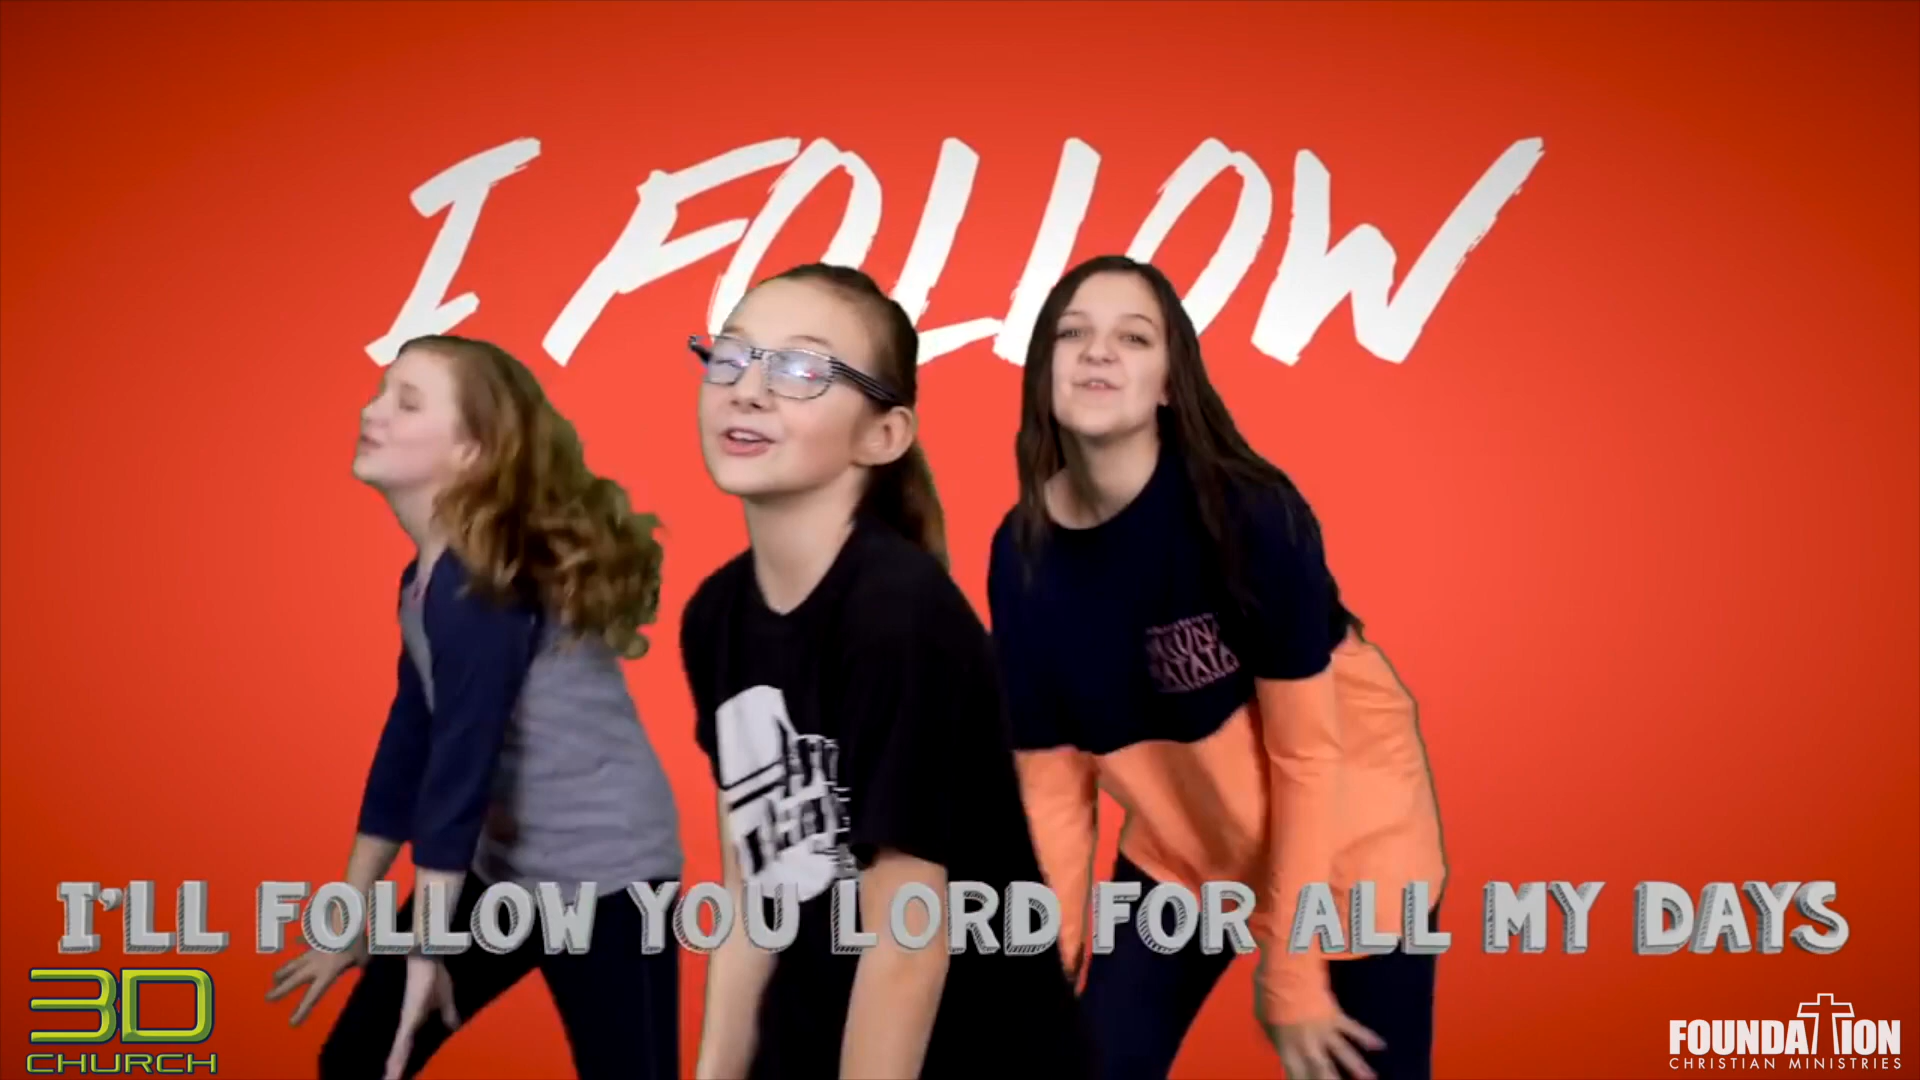 I FOLLOW
I'LL FOLLOW YOU LORD FOR ALL MY DAYS
3D
CHURCH
FOUNDATION
CHRISTIAN MINISTRIES